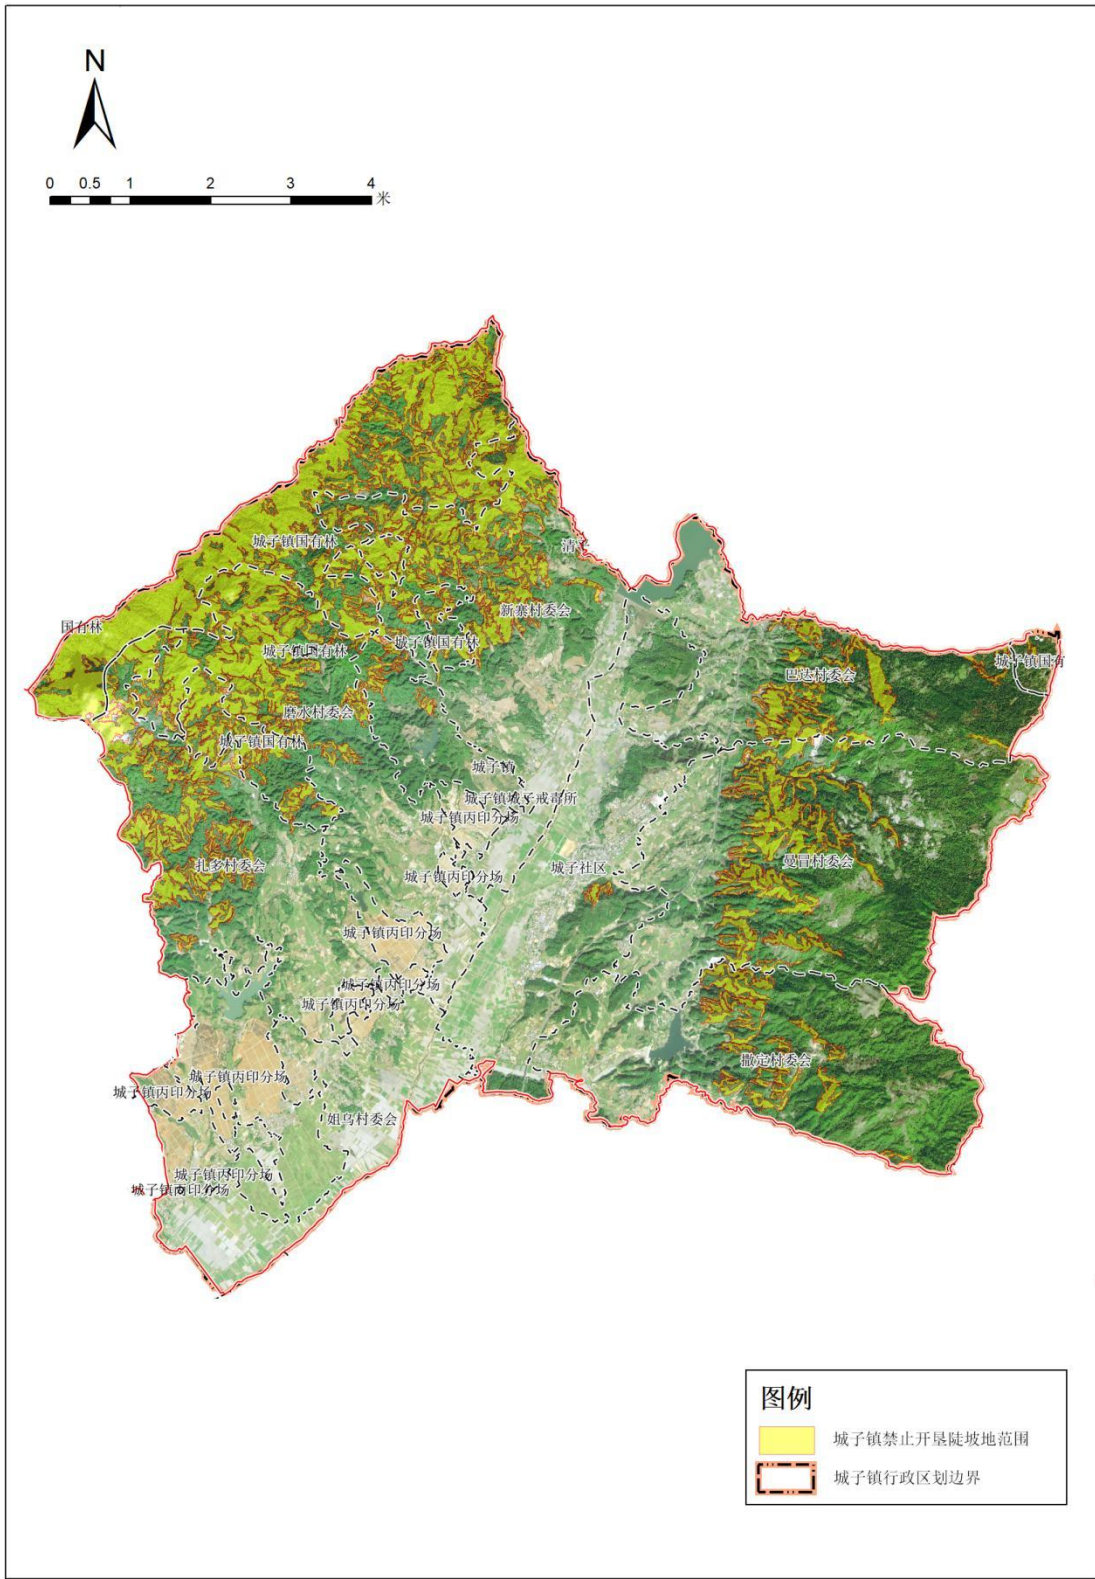 N
0 0.5 1 2 3 4
米
城子镇国有林
清
新寨村委会
国有林
城子镇国有林
城子镇国有林
巴达村委会
城子镇国有
磨水村委会
城子镇国有林
城子镇
城子镇城子戒毒所
城子镇丙印分场
扎多村委会
城子镇丙印分场
城子社区
曼冒村委会
城子镇丙印分场
城子镇丙印分场
城子镇丙印分场
撒定村委会
城子镇丙印分场
城子镇丙印分场
姐乌村委会
城子镇丙印分场
城子镇丙印分场
图例
城子镇禁止开垦陡坡地范围
城子镇行政区划边界